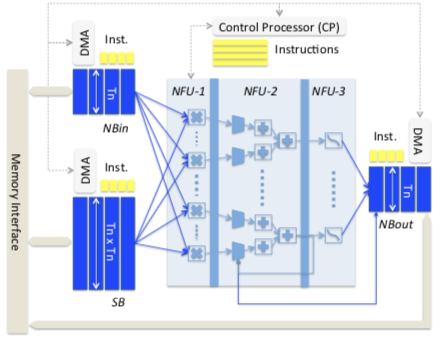 Control Processor (CP)
Instructions
DMA
Inst.
Tn
NBin
DMA
Inst.
Tn x Tn
SB
Memory Interface
NFU-1
NFU-2
NFU-3
Inst.
DMA
Tn
NBout